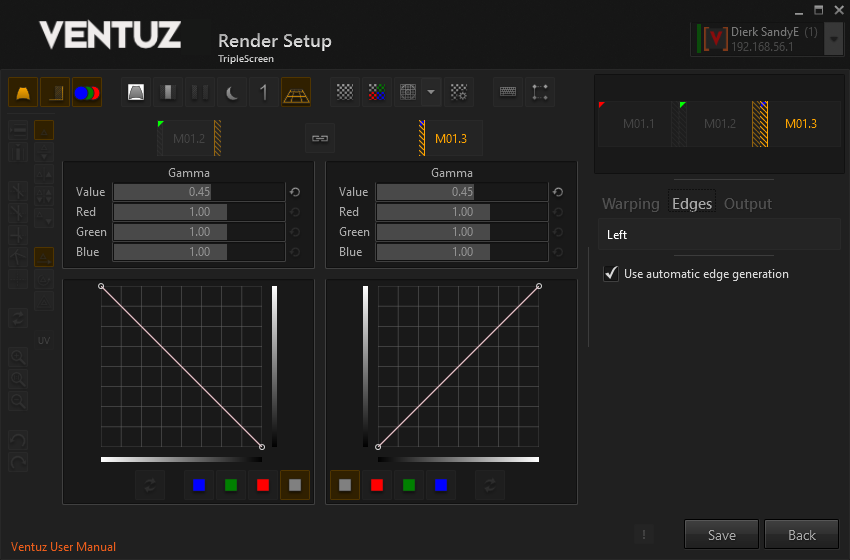 VENTUZ
Render Setup
TripleScreen
Dierk SandyE (1)
192.168.56.1
V
1
M01.2
M01.3
M01.1
M01.2
M01.3
Gamma
Value 0.45
Red 1.00
Green 1.00
Blue 1.00
Gamma
Value 0.45
Red 1.00
Green 1.00
Blue 1.00
Warping Edges Output
Left
Use automatic edge generation
UV
!
Save
Back
Ventuz User Manual